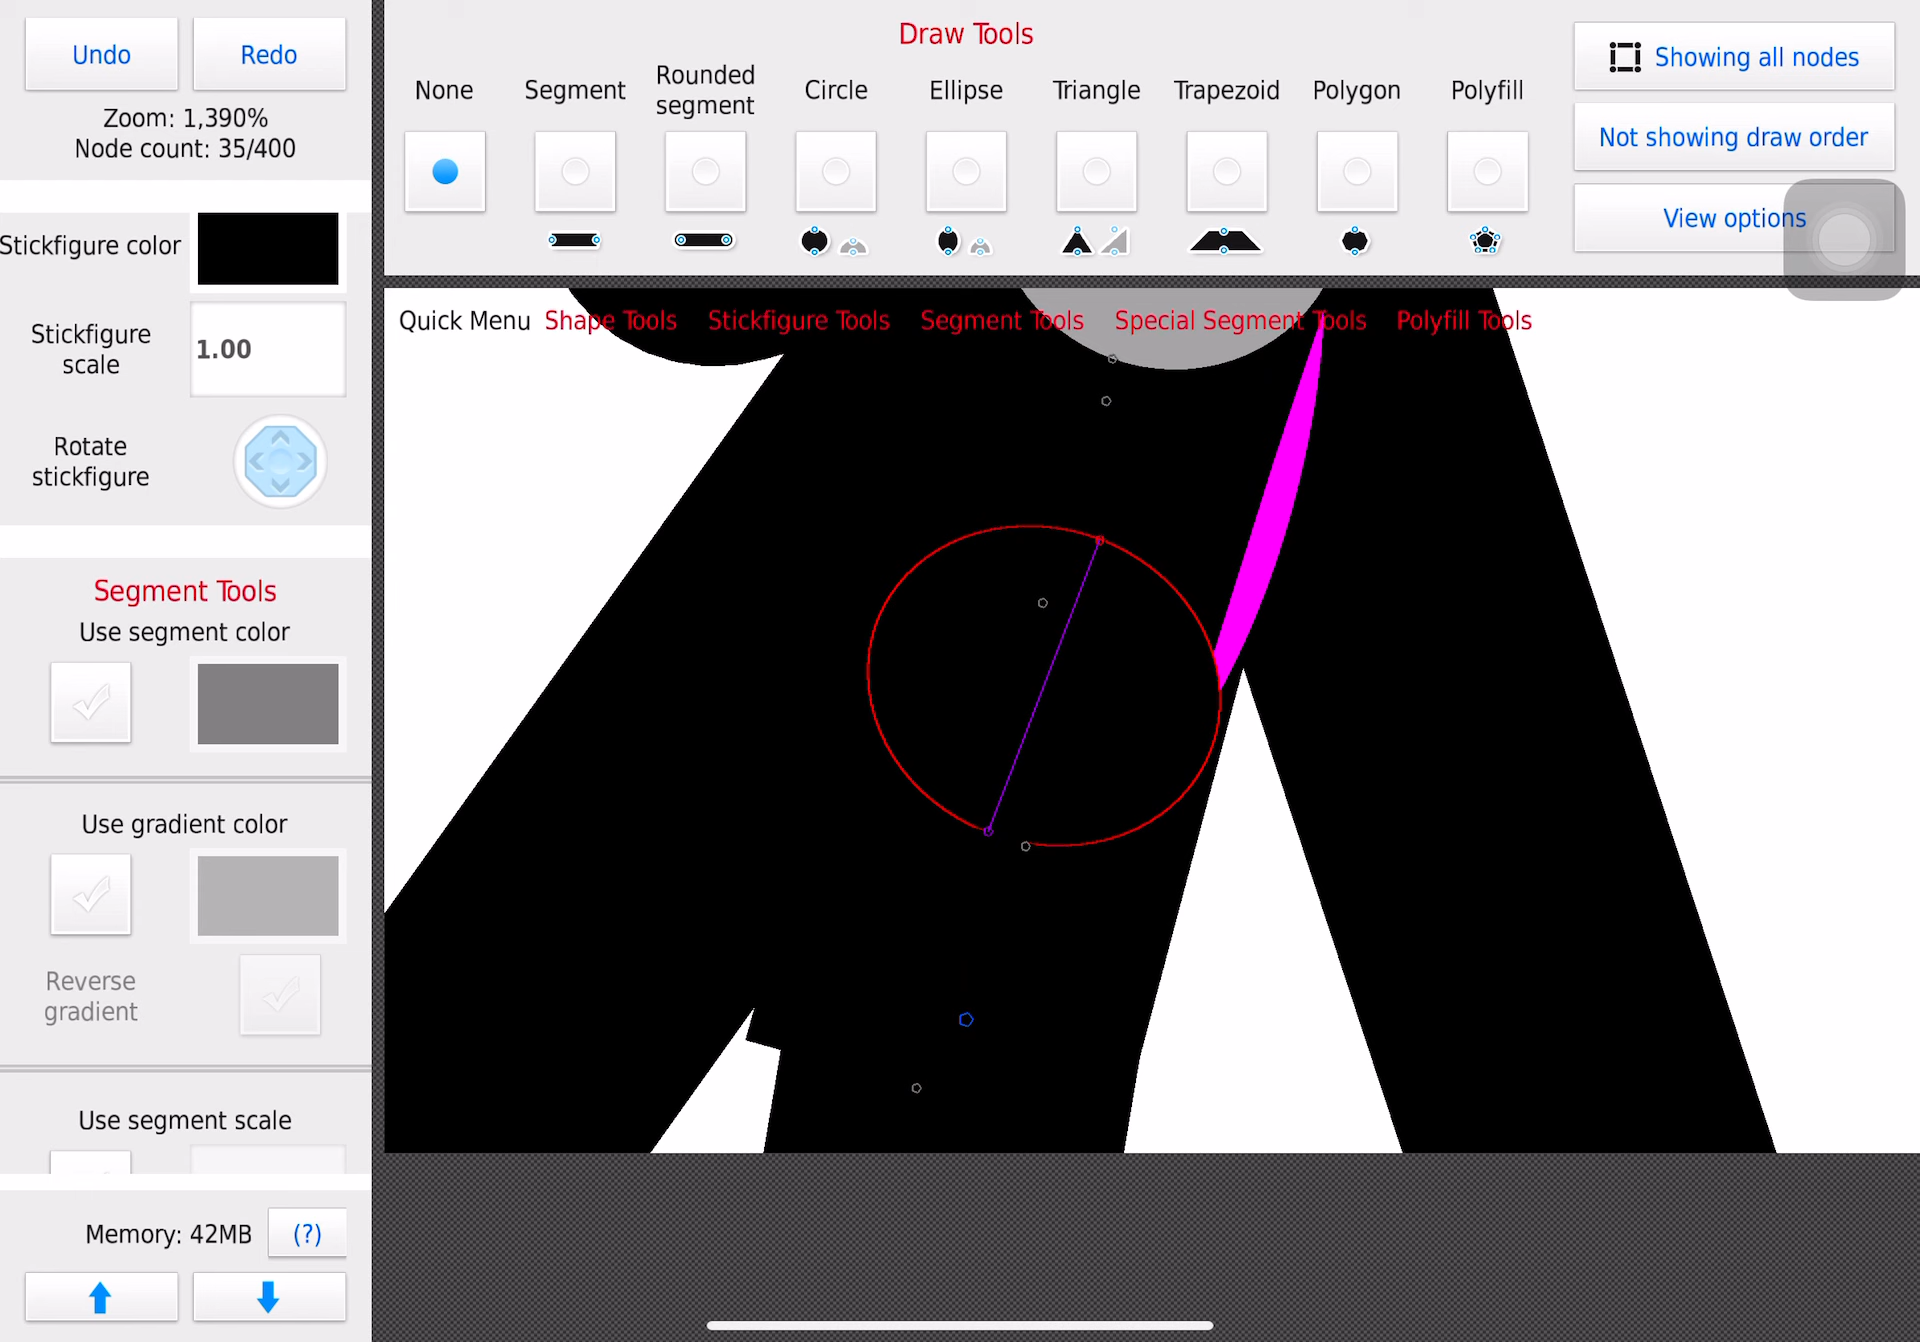 Undo
Redo
Zoom: 1,390%
Node count: 35/400
Stickfigure color
Stickfigure
scale
1.00
Rotate
stickfigure
Segment Tools
Use segment color
Use gradient color
Reverse
gradient
Use segment scale
Memory: 42MB
(?)
Draw Tools
None
Segment
Rounded
segment
Circle
Ellipse
Triangle
Trapezoid
Polygon
Polyfill
Showing all nodes
Not showing draw order
View options
Quick Menu
Shape Tools
Stickfigure Tools
Segment Tools
Special Segment Tools
Polyfill Tools